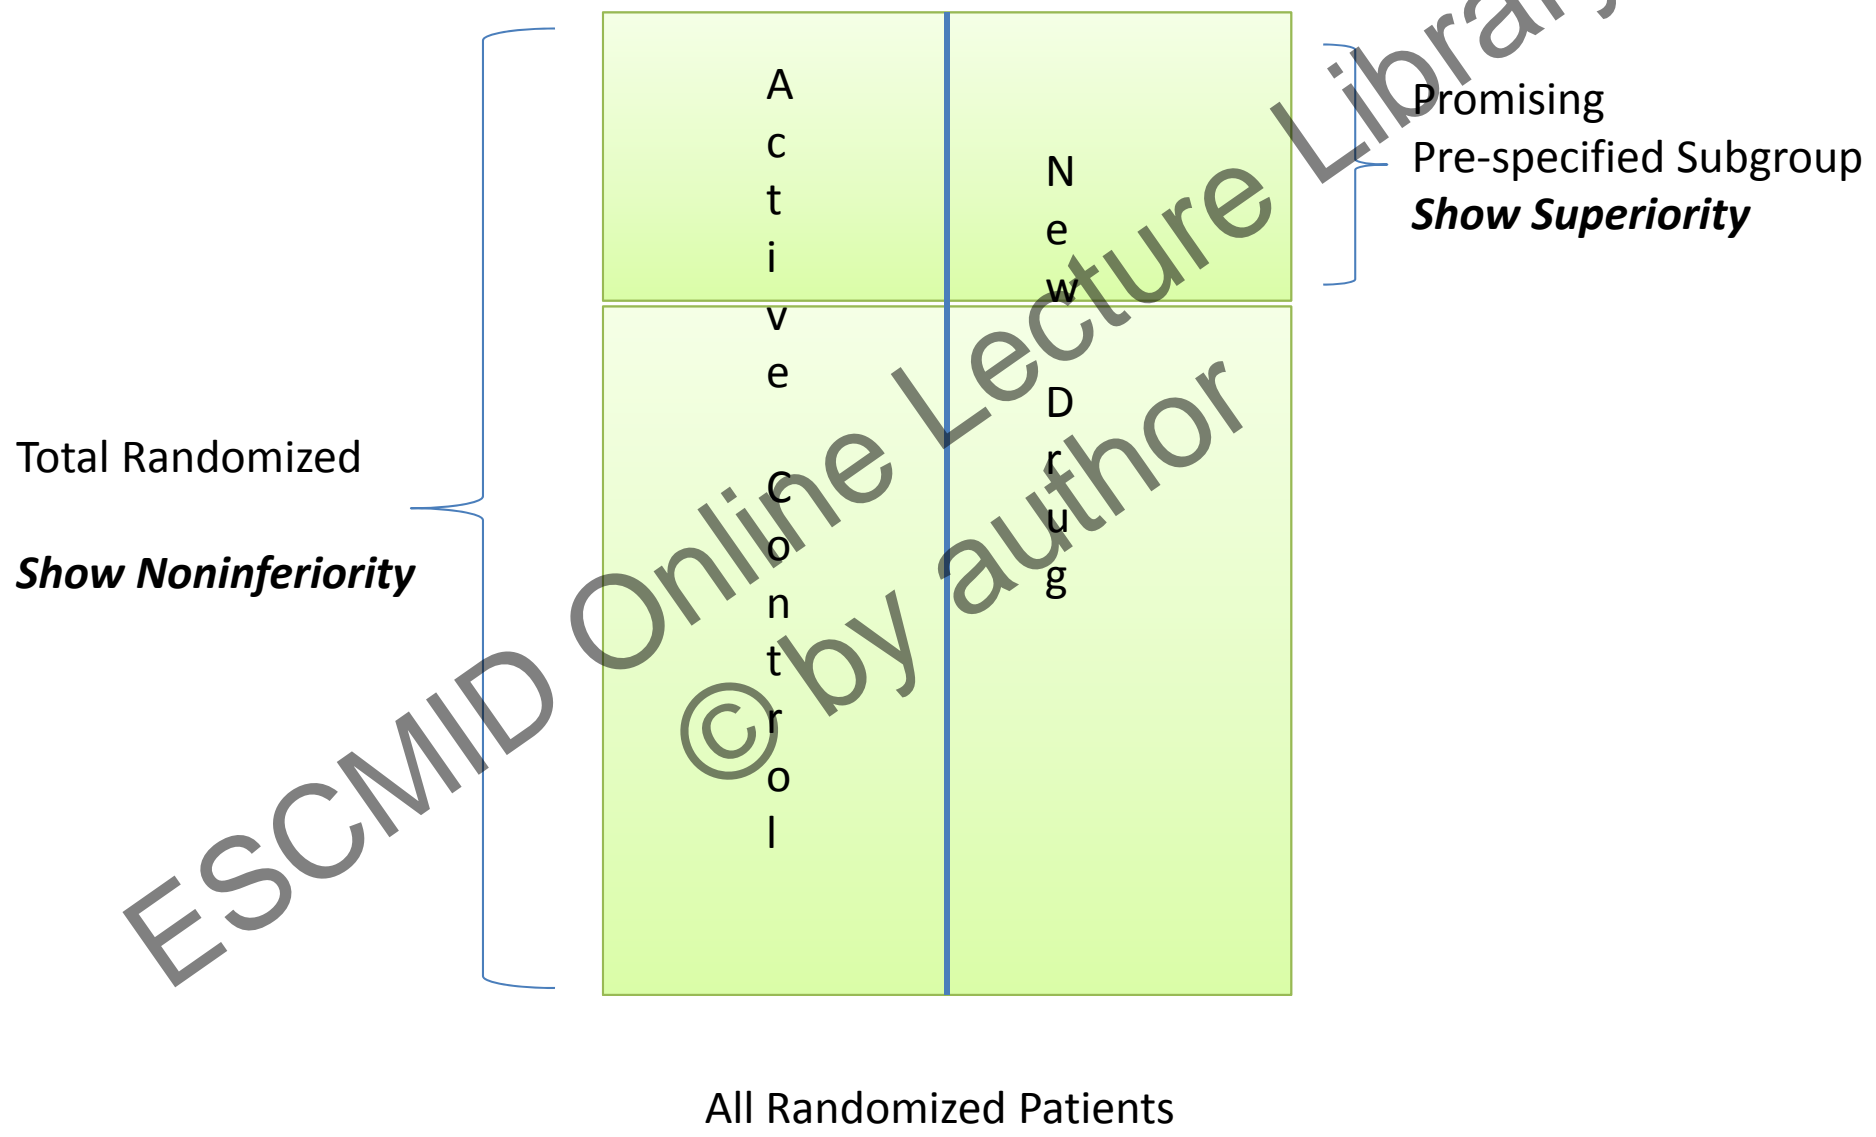 Active Control
New Drug
Promising
Pre-specified Subgroup
Show Superiority
Total Randomized
Show Noninferiority
All Randomized Patients
ESCMID Online Lecture Library
© by author